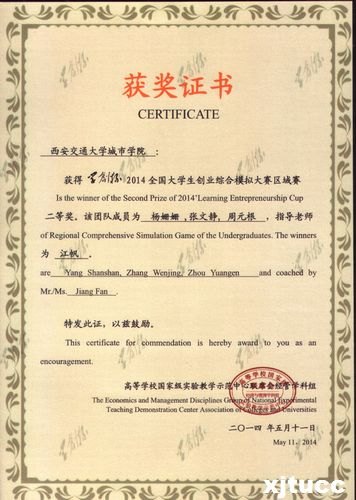 获奖证书
CERTIFICATE
西安交通大学城市学院 :
获得 学创杯 2014 全国大学生创业综合模拟大赛区域赛
Is the winner of the Second Prize of 2014'Learning Entrepreneurship Cup
二等奖。该团队成员为 杨姗姗 ,张文静, 周元根 , 指导老师
of Regional Comprehensive Simulation Game of the Undergraduates. The winners
为 江帆 。
are Yang Shanshan, Zhang Wenjing, Zhou Yuangen and coached by
Mr./Ms. Jiang Fan .
特发此证，以兹鼓励。
This certificate for commendation is hereby award to you as an
encouragement.
高等学校国家级实验教学示范中心联席会经管学科组
The Economics and Management Disciplines Group of National Experimental
Teaching Demonstration Center Association of Colleges and Universities
二〇一四年五月十一日
May 11, 2014
xjtucc